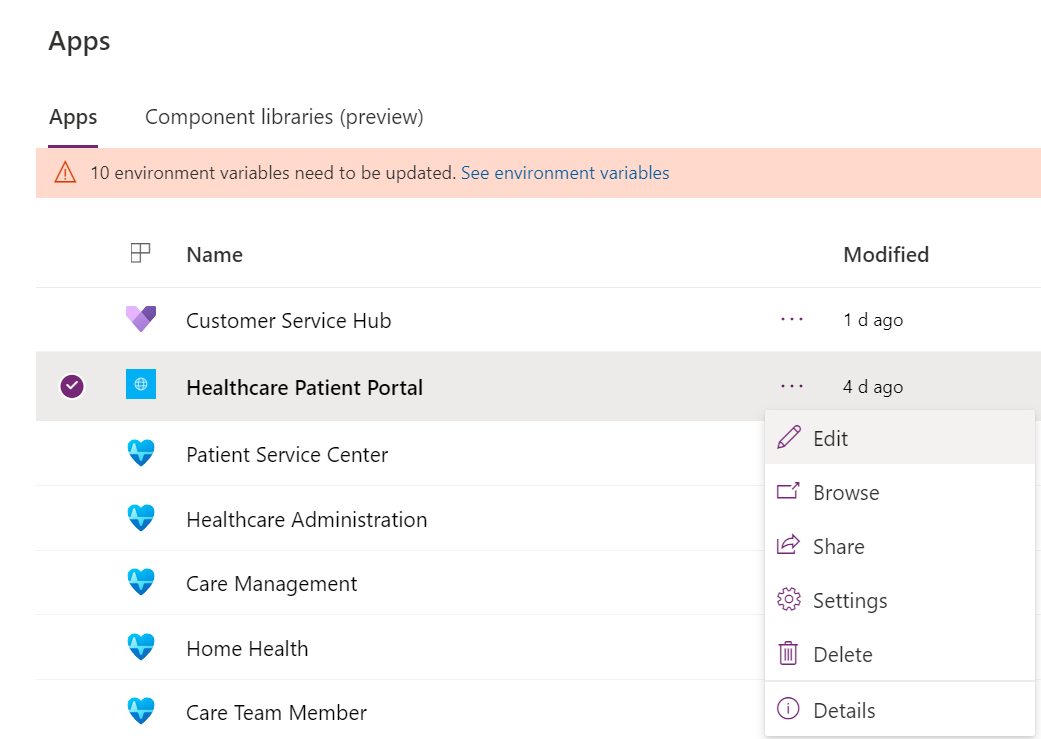 Apps
Apps Component libraries (preview)
10 environment variables need to be updated. See environment variables
Name Modified
Customer Service Hub ··· 1 d ago
Healthcare Patient Portal ··· 4 d ago
Edit
Patient Service Center
Browse
Healthcare Administration
Share
Care Management
Settings
Home Health
Delete
Care Team Member
Details